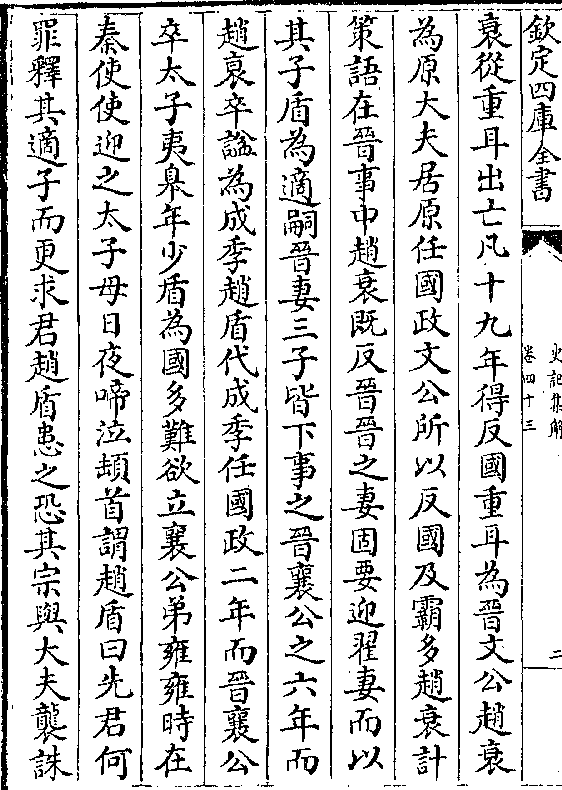 欽定四庫全書
史記集解
卷四十三
二
衰從重耳出亡凡十九年得反國重耳為晉文公趙衰
為原大夫居原任國政文公所以反國及霸多趙衰計
策語在晉事中趙衰既反晉晉之妻固要迎翟妻而以
其子盾為適嗣晉妻三子皆下事之晉襄公之六年而
趙衰卒諡為成季趙盾代成季任國政二年而晉襄公
卒太子夷臯年少盾為國多難欲立襄公弟雍雍時在
秦使使迎之太子母日夜啼泣頓首謂趙盾曰先君何
罪釋其適子而更求君趙盾患之恐其宗與大夫襲誅